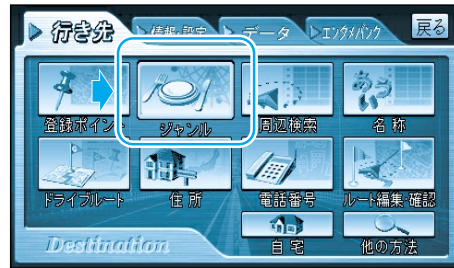 行き先 情報・設定 データ エンタメバンク 戻る
登録ポイント ジャンル 周辺検索 名称
ドライブルート 住所 電話番号 ルート編集・確認
Destination 自宅 他の方法